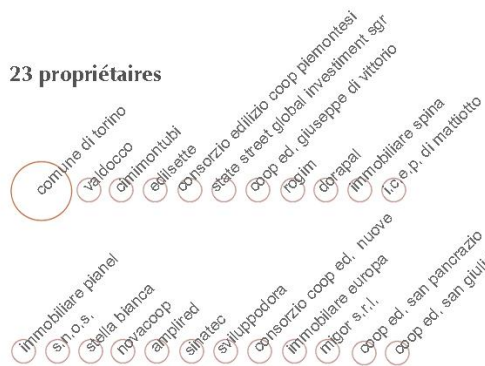 23 propriétaires
comune di torino
valdocco
cimimontubi
edilsette
consorzio edilizio coop piemontesi
state street global investiment sgr
coop ed. giuseppe di vittorio
rogim
dorapal
immobiliare spina
i.c.e.p. di mattiotto
immobiliare pianel
s.n.o.s.
stella bianca
novacoop
amplired
sinatec
sviluppodora
consorzio coop ed. nuove
immobilare europa
migor s.r.l.
coop ed. san pancrazio
coop ed. san giuli